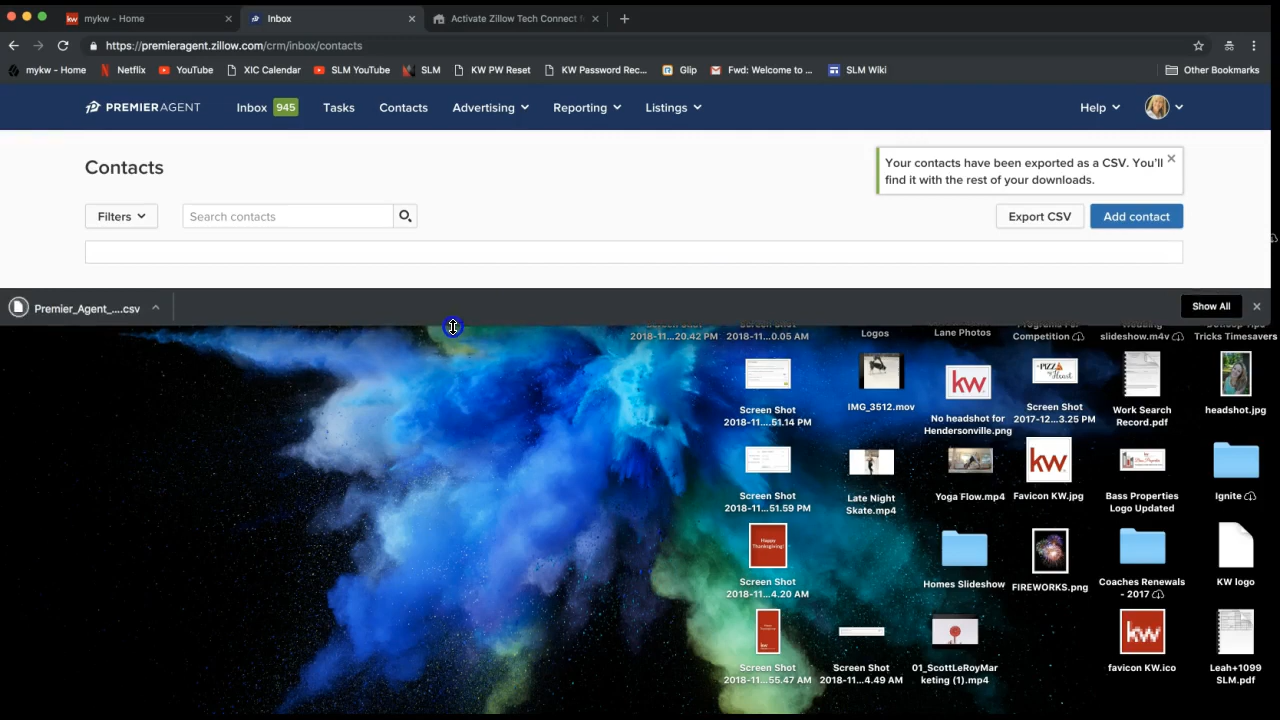 mykw - Home
Inbox
Activate Zillow Tech Connect
https://premieragent.zillow.com/crm/inbox/contacts
mykw - Home
Netflix
YouTube
XIC Calendar
SLM YouTube
SLM
KW PW Reset
KW Password Rec...
Glip
Fwd: Welcome to ...
SLM Wiki
Other Bookmarks
PREMIERAGENT
Inbox 945
Tasks
Contacts
Advertising
Reporting
Listings
Help
Contacts
Your contacts have been exported as a CSV. You'll
find it with the rest of your downloads.
Filters
Search contacts
Export CSV
Add contact
Premier_Agent_....csv
Show All
2018-11...20.42 PM
2018-11...0.05 AM
Logos
Lane Photos
Competition
slideshow.m4v
Tricks Timesavers
Screen Shot
2018-11....51.14 PM
IMG_3512.mov
No headshot for
Hendersonville.png
PIZZA
Screen Shot
2017-12...3.25 PM
Work Search
Record.pdf
headshot.jpg
kw
Screen Shot
2018-11...51.59 PM
Late Night
Skate.mp4
Yoga Flow.mp4
kw
Favicon KW.jpg
Bass Properties
Logo Updated
Ignite
Happy
Thanksgiving!
Screen Shot
2018-11...4.20 AM
Homes Slideshow
FIREWORKS.png
Coaches Renewals
- 2017
KW logo
Screen Shot
2018-11...55.47 AM
Screen Shot
2018-11...4.49 AM
01_ScottLeRoyMar
keting (1).mp4
kw
favicon KW.ico
Leah+1099
SLM.pdf